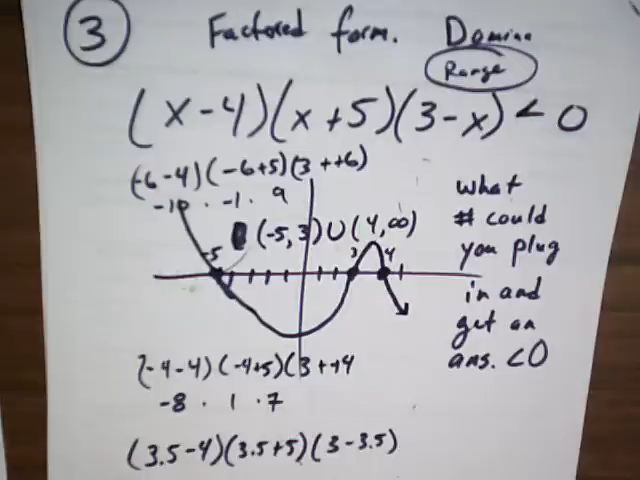 3 Factored form. Domain
Range
(x-4)(x+5)(3-x) < 0
(-6-4)(-6+5)(3++6)
-10 . -1 . 9
(-5,3)∪(4,∞)
-5 3 4
what
# could
you plug
in and
get an
ans. <0
(-4-4)(-4+5)(3++4
-8 . 1 . 7
(3.5-4)(3.5+5)(3-3.5)